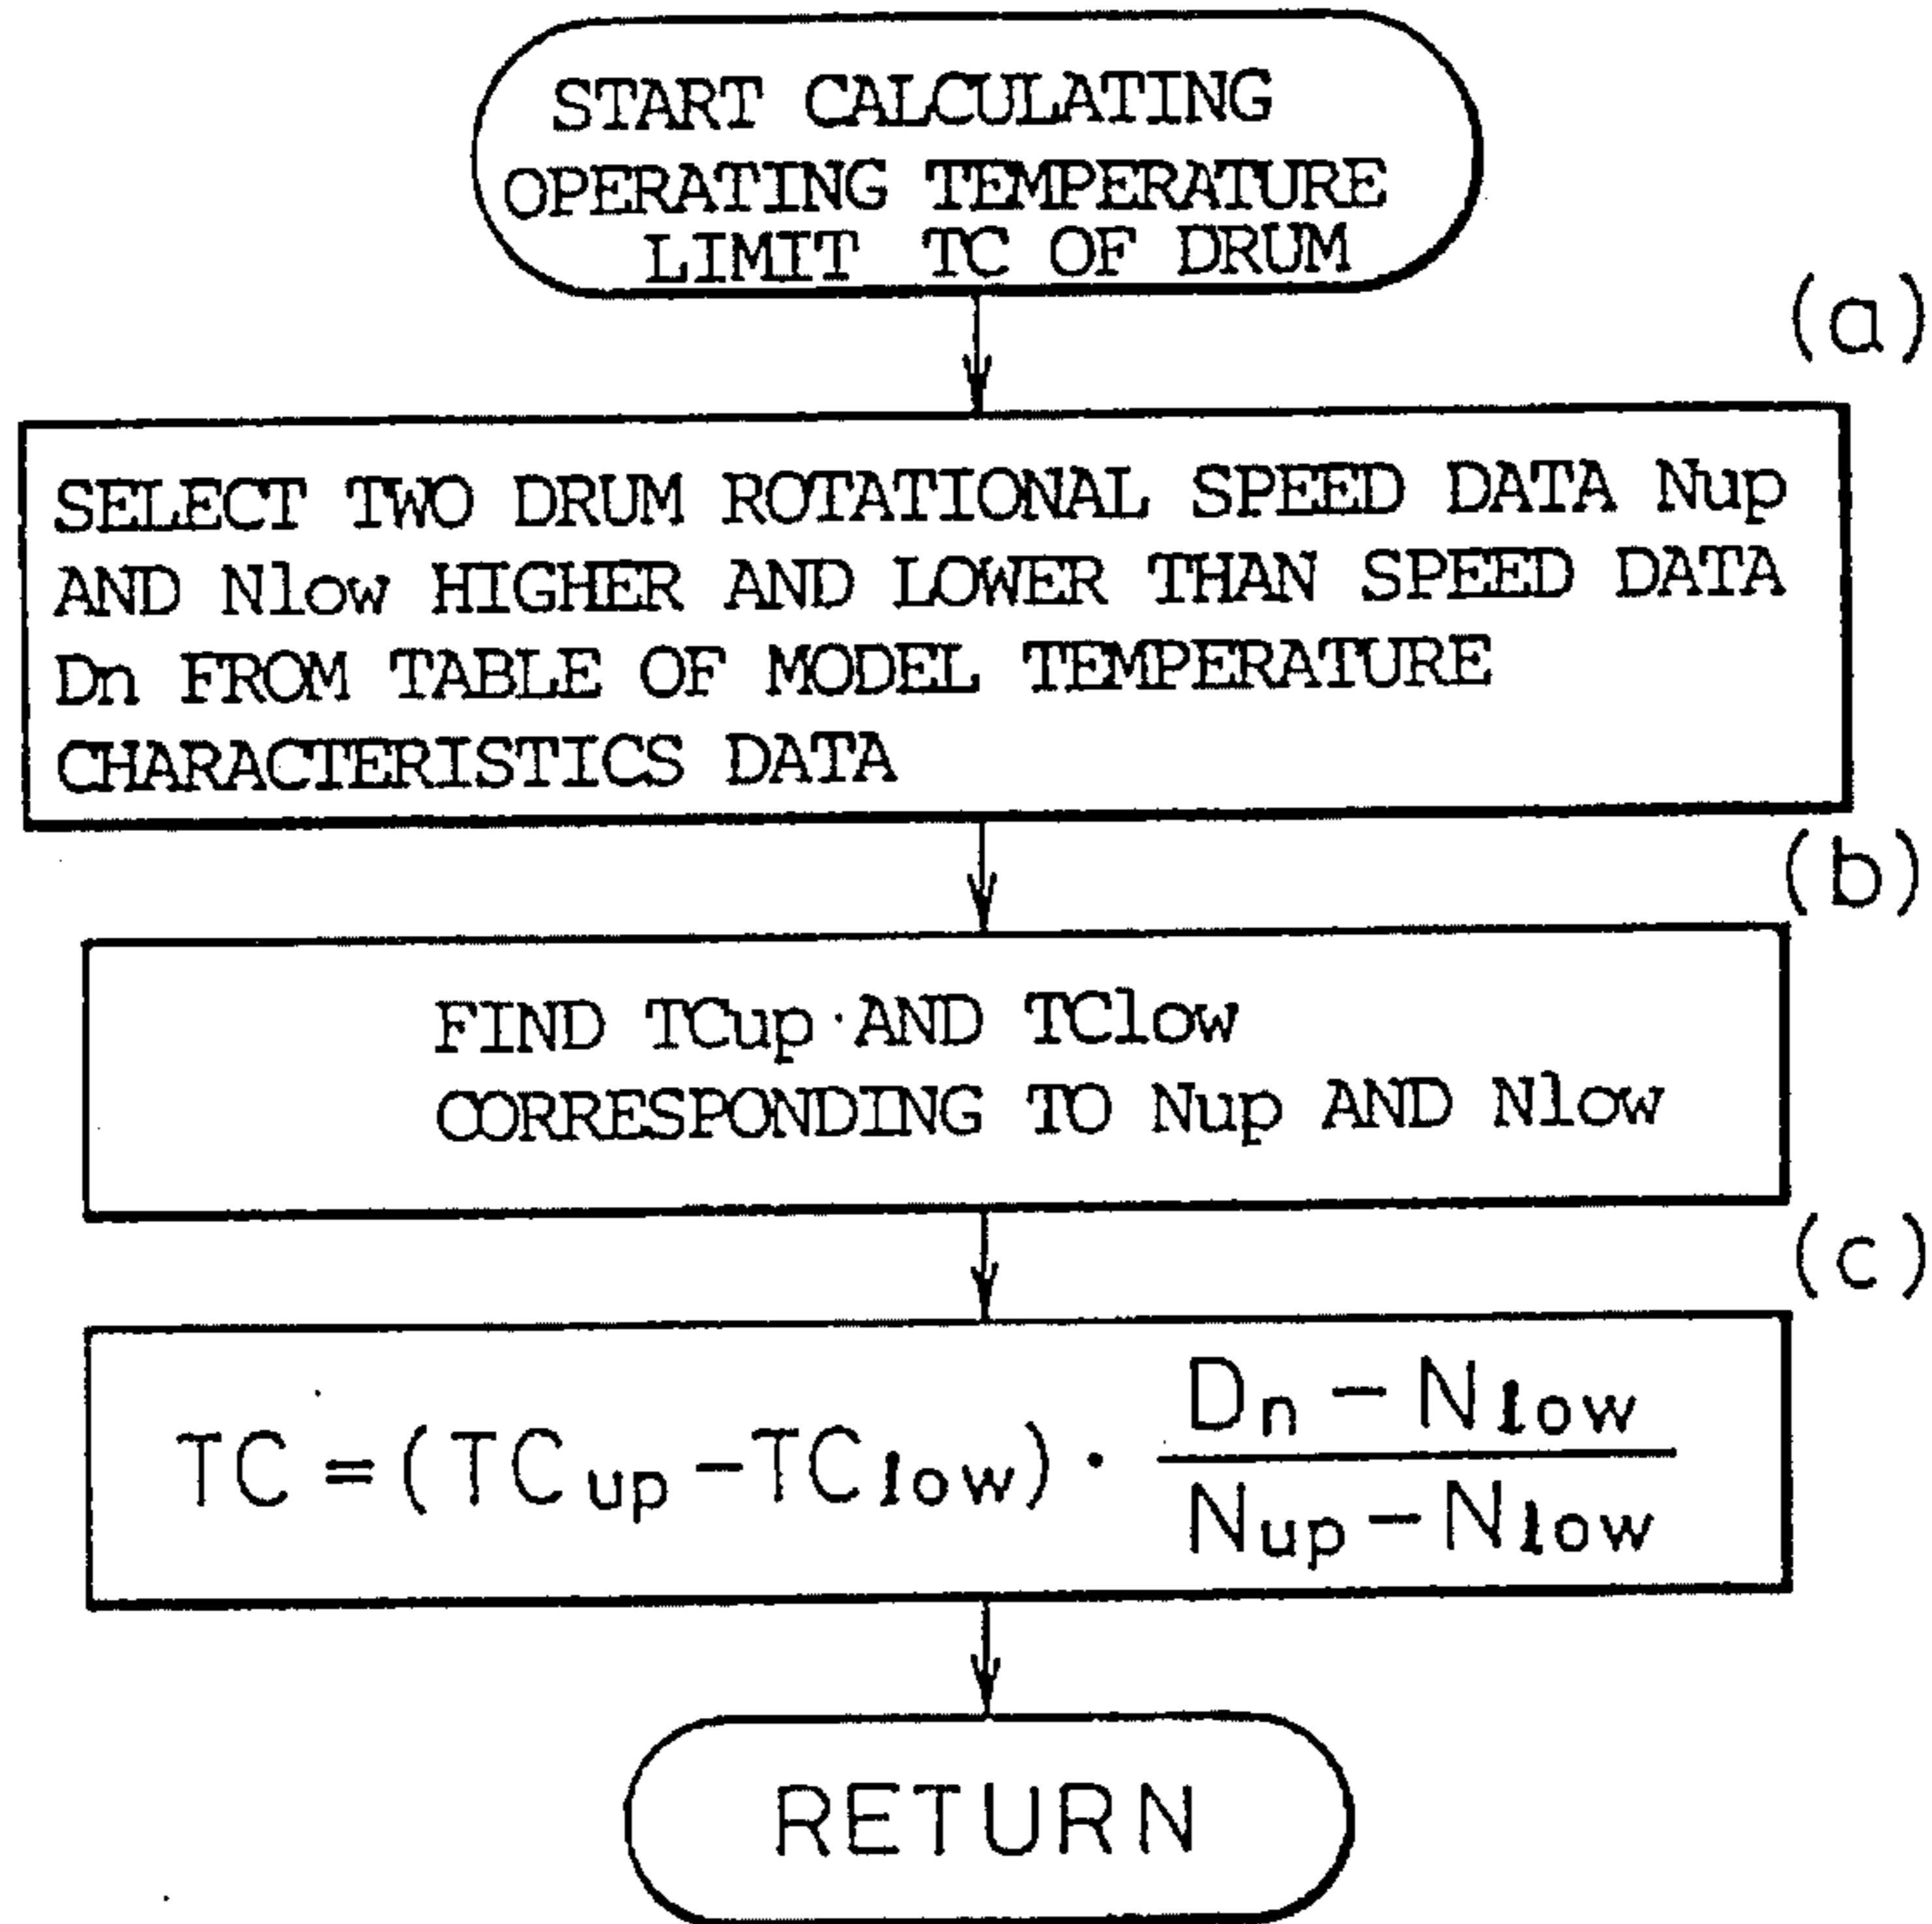 START CALCULATING
OPERATING TEMPERATURE
LIMIT TC OF DRUM
(a)
SELECT TWO DRUM ROTATIONAL SPEED DATA Nup
AND Nlow HIGHER AND LOWER THAN SPEED DATA
Dn FROM TABLE OF MODEL TEMPERATURE
CHARACTERISTICS DATA
(b)
FIND TCup AND TClow
CORRESPONDING TO Nup AND Nlow
(c)
TC = (TCup - TClow) · (Dn - Nlow) / (Nup - Nlow)
RETURN